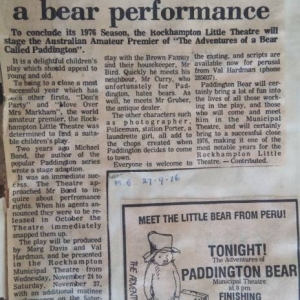 a bear performance
To conclude its 1976 Season, the Rockhampton Little Theatre will
stage the Australian Amateur Premier of "The Adventures of a Bear
Called Paddington".
It is a delightful children's
play which should appeal to
young and old.
To bring to a close a most
successful year which has
also other fruits, "Don's
Party" and "Move Over
Mrs Markham", the world
amateur premier, the Rock-
hampton Little Theatre was
determined to find a suita-
ble children's play.
Two years ago Michael
Bond, the author of the
popular Paddington series
wrote a stage adaption.
It was an immediate suc-
cess. The Theatre ap-
proached Mr Bond to in-
quire about performance
rights. When his agents an-
nounced they were to be re-
leased in October the
Theatre immediately
snapped them up.
The play will be produced
by Marg Davis and Val
Hardman, and be presented
in the Rockhampton
Municipal Theatre from
Wednesday, November 24 to
Saturday, November 27,
with an additional matinee
on the Satur-
stay with the Brown Family
and their housekeeper, Mr
Bird. Quickly he meets his
neighbour, Mr Curry, who
unfortunately for Pad-
dington, hates bears. As
well, he meets Mr Gruber,
the antique dealer.
The other characters such
as photographer,
Policeman, station Porter, a
laundrette girl, all add to
the chaos created when
Paddington decides to come
to town.
Everyone is welcome to
the existing, and scripts are
available now for perusal
from Val Hardman (phone
285037).
Paddington Bear will cer-
tainly bring a lot of fun into
the lives of all those work-
ing in the play, and those
who will come and meet
Him in the Municipal
Theatre, and will certainly
bring to a successful close
1976, making it one of the
most notable years for the
Rockhampton Little
Theatre. — Contributed.
MEET THE LITTLE BEAR FROM PERU!
TONIGHT!
The Adventures of
PADDINGTON BEAR
Municipal Theatre
at 8 pm
FINISHING